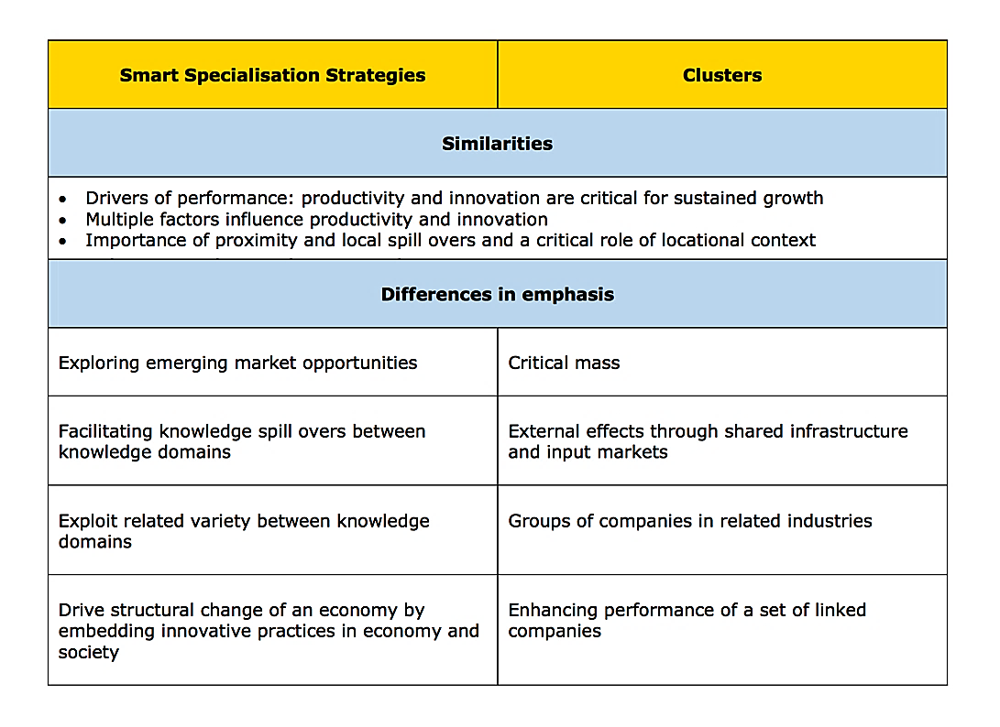 Smart Specialisation Strategies
Clusters
Similarities
• Drivers of performance: productivity and innovation are critical for sustained growth
• Multiple factors influence productivity and innovation
• Importance of proximity and local spill overs and a critical role of locational context
Differences in emphasis
Exploring emerging market opportunities
Critical mass
Facilitating knowledge spill overs between
knowledge domains
External effects through shared infrastructure
and input markets
Exploit related variety between knowledge
domains
Groups of companies in related industries
Drive structural change of an economy by
embedding innovative practices in economy and
society
Enhancing performance of a set of linked
companies